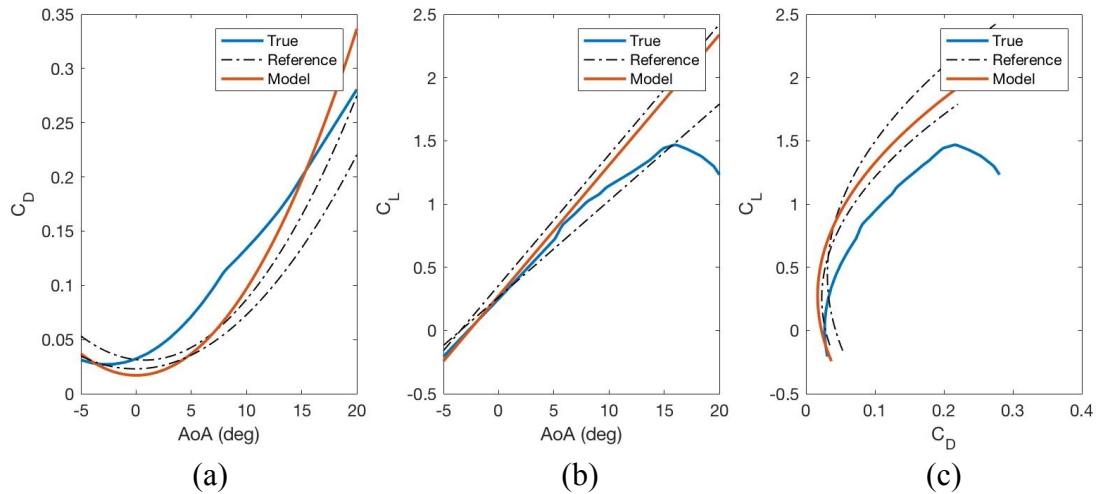 0.35
0.3
0.25
0.2
0.15
0.1
0.05
0
-5 0 5 10 15 20
C_D
AoA (deg)
True
Reference
Model
(a)
2.5
2
1.5
1
0.5
0
-0.5
-5 0 5 10 15 20
C_L
AoA (deg)
True
Reference
Model
(b)
2.5
2
1.5
1
0.5
0
-0.5
0 0.1 0.2 0.3 0.4
C_L
C_D
True
Reference
Model
(c)